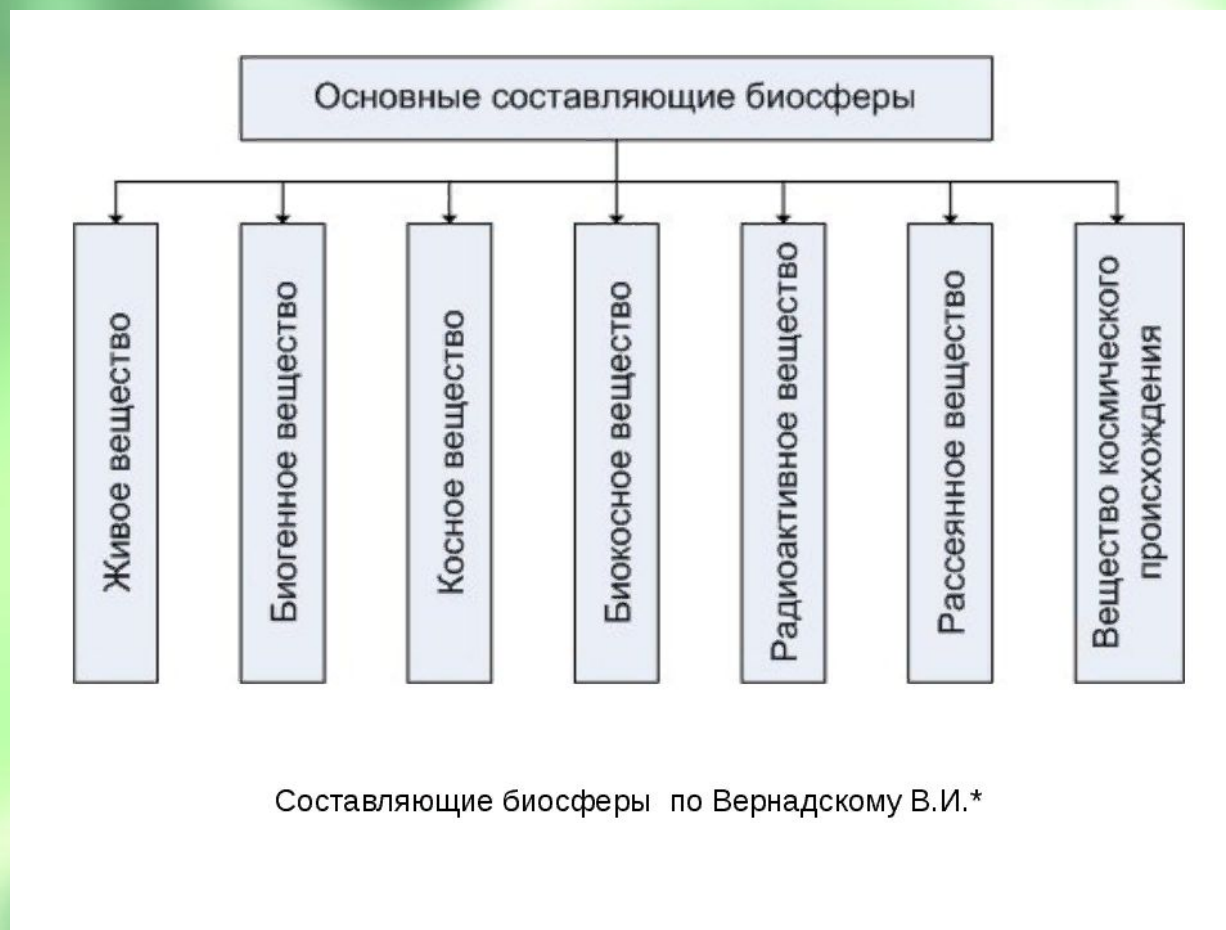 Основные составляющие биосферы
Живое вещество
Биогенное вещество
Косное вещество
Биокосное вещество
Радиоактивное вещество
Рассеянное вещество
Вещество космического
происхождения
Составляющие биосферы  по Вернадскому В.И.*